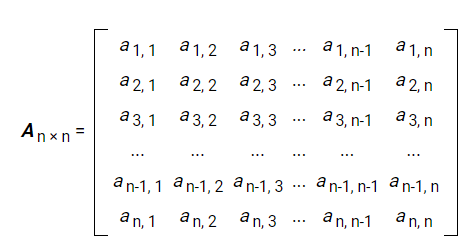 a 1, 1 a 1, 2 a 1, 3 ... a 1, n-1 a 1, n
a 2, 1 a 2, 2 a 2, 3 ... a 2, n-1 a 2, n
a 3, 1 a 3, 2 a 3, 3 ... a 3, n-1 a 3, n
A n × n =
... ... ... ... ... ...
a n-1, 1 a n-1, 2 a n-1, 3 ... a n-1, n-1 a n-1, n
a n, 1 a n, 2 a n, 3 ... a n, n-1 a n, n